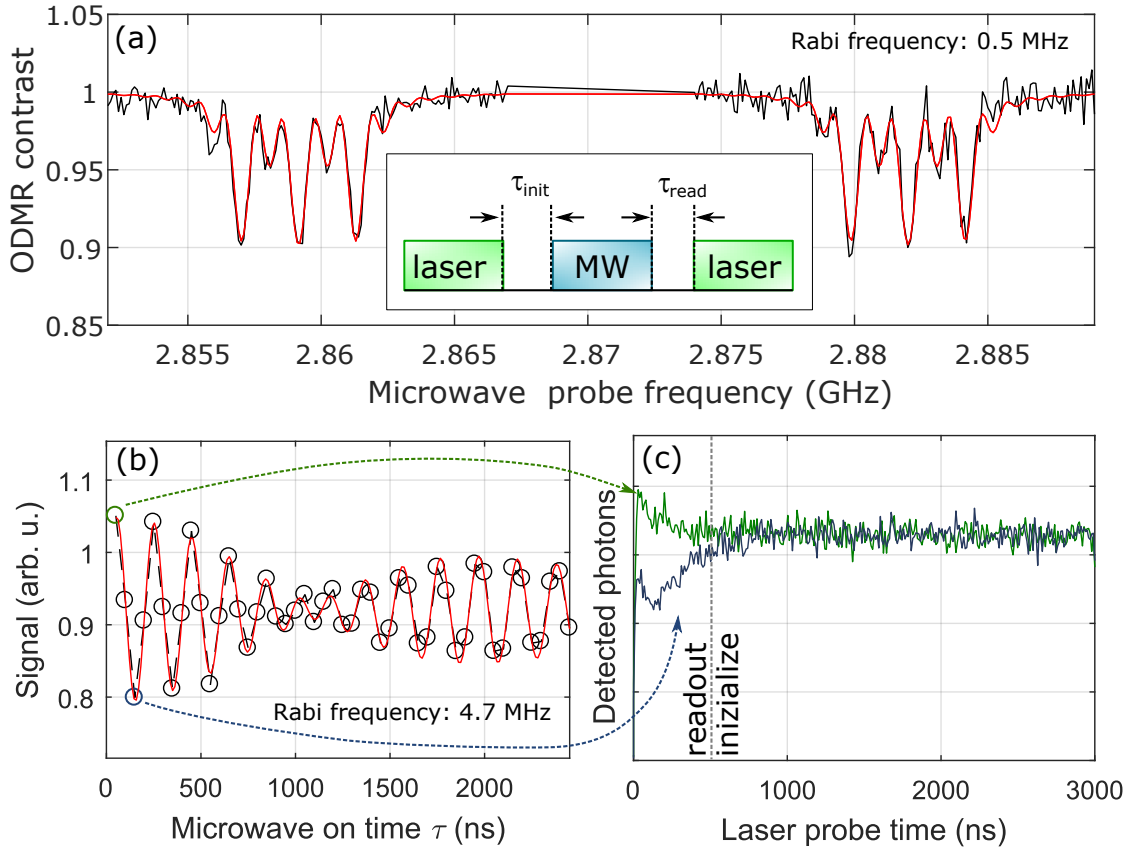 (a)
Rabi frequency: 0.5 MHz
1.05
1
0.95
0.9
0.85
ODMR contrast
τinit
τread
laser
MW
laser
2.855
2.86
2.865
2.87
2.875
2.88
2.885
Microwave probe frequency (GHz)
(b)
1.1
1
0.9
0.8
Signal (arb. u.)
Rabi frequency: 4.7 MHz
0
500
1000
1500
2000
Microwave on time τ (ns)
(c)
Detected photons
readout
inizialize
0
1000
2000
3000
Laser probe time (ns)